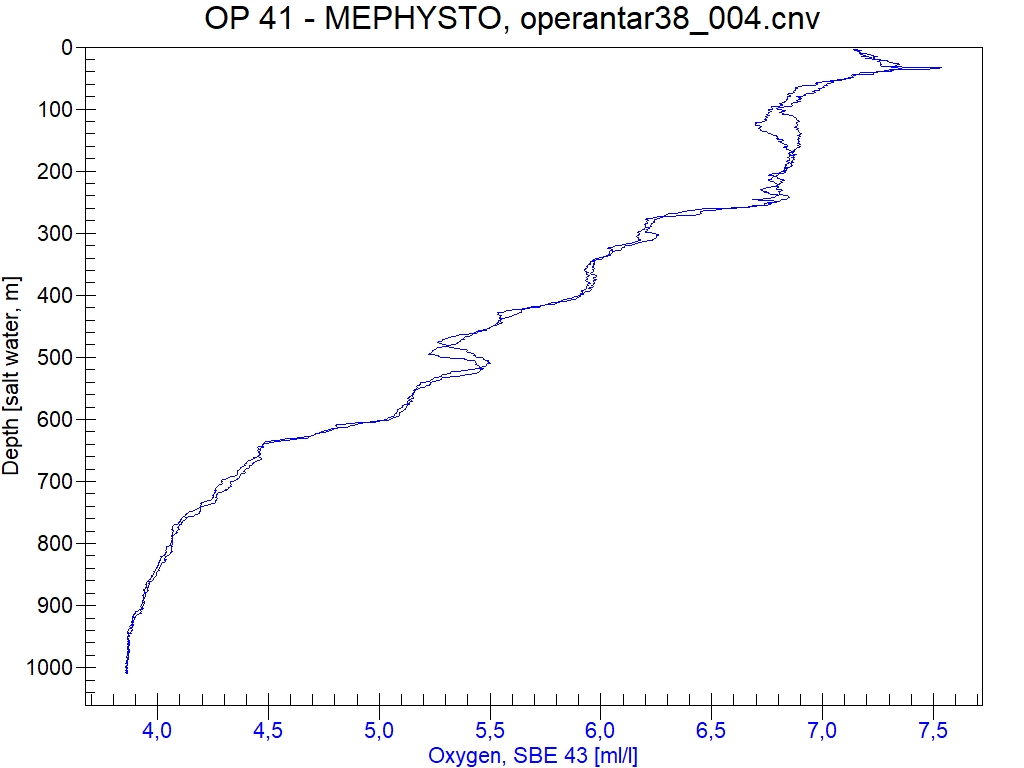 OP 41 - MEPHYSTO, operantar38_004.cnv
0
100
200
300
400
500
600
700
800
900
1000
Depth [salt water, m]
4,0 4,5 5,0 5,5 6,0 6,5 7,0 7,5
Oxygen, SBE 43 [ml/l]